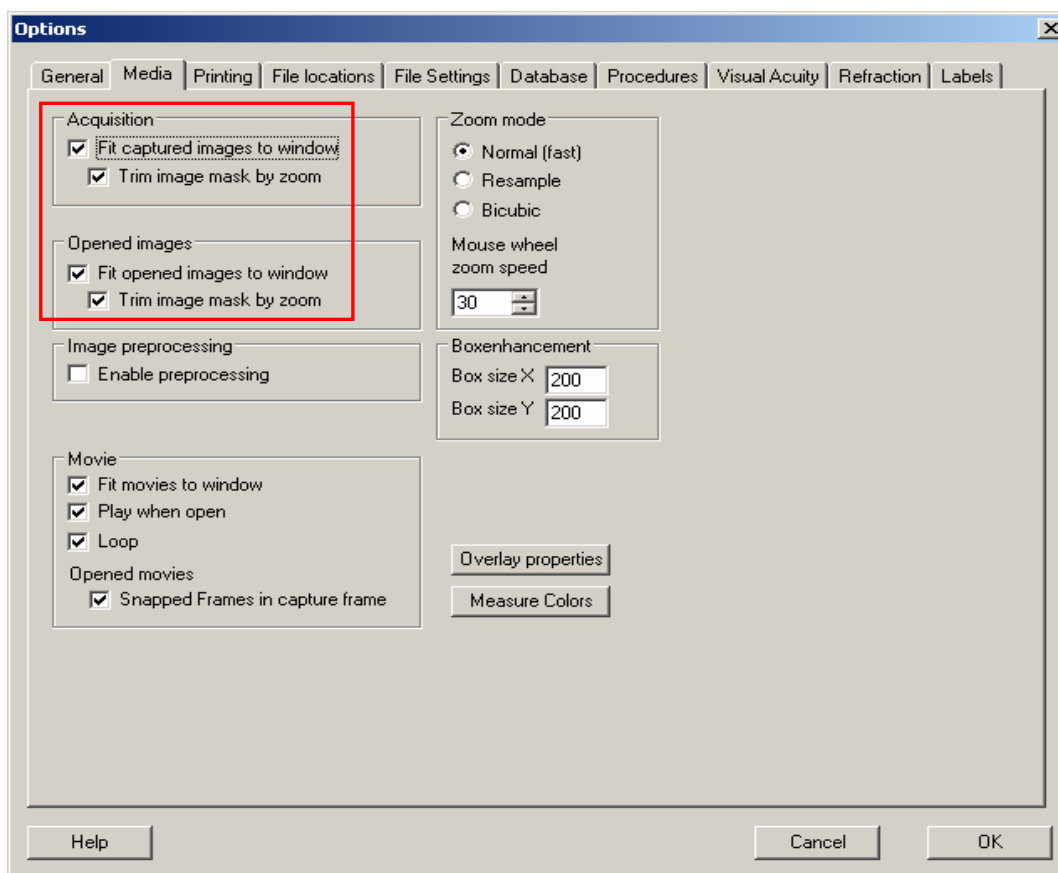 Options
General Media Printing File locations File Settings Database Procedures Visual Acuity Refraction Labels
Acquisition
Fit captured images to window
Trim image mask by zoom
Opened images
Fit opened images to window
Trim image mask by zoom
Image preprocessing
Enable preprocessing
Movie
Fit movies to window
Play when open
Loop
Opened movies
Snapped Frames in capture frame
Zoom mode
Normal (fast)
Resample
Bicubic
Mouse wheel
zoom speed
30
Boxenhancement
Box size X 200
Box size Y 200
Overlay properties
Measure Colors
Help Cancel OK